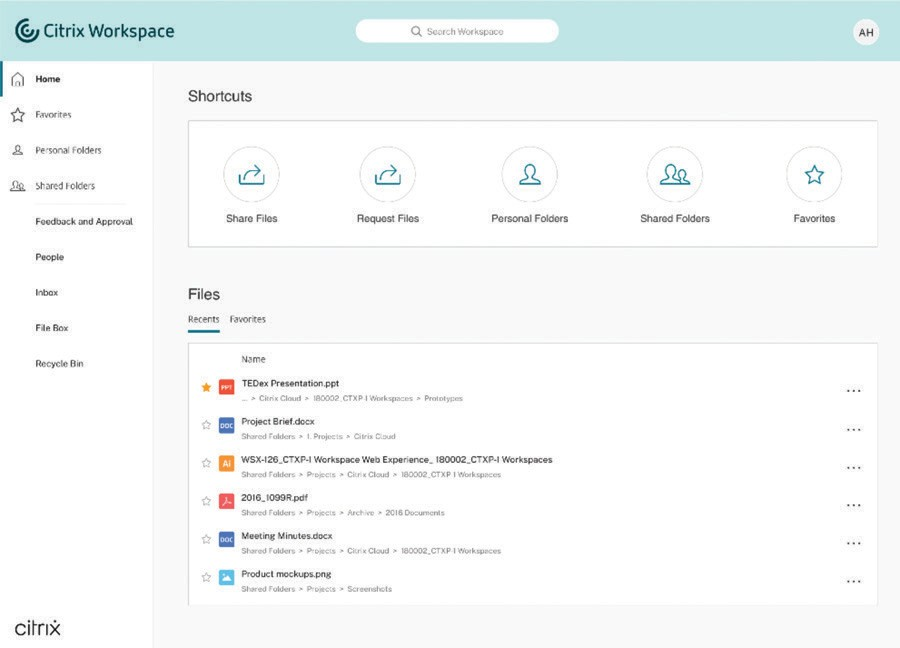 Citrix Workspace
Search Workspace
AH
Home
Favorites
Personal Folders
Shared Folders
Feedback and Approval
People
Inbox
File Box
Recycle Bin
citrix
Shortcuts
Share Files
Request Files
Personal Folders
Shared Folders
Favorites
Files
Recents Favorites
Name
PPT TEDex Presentation.ppt
... > Citrix Cloud > 180002_CTXP-I Workspaces > Prototypes
DOC Project Brief.docx
Shared Folders > 1. Projects > Citrix Cloud
Ai WSX-126_CTXP-I Workspace Web Experience_ 180002_CTXP-I Workspaces
Shared Folders > Projects > Citrix Cloud > 180002_CTXP-I Workspaces
2016_1099R.pdf
Shared Folders > Projects > Archive > 2016 Documents
DOC Meeting Minutes.docx
Shared Folders > Projects > Citrix Cloud > 180002_CTXP-I Workspaces
Product mockups.png
Shared Folders > Projects > Screenshots